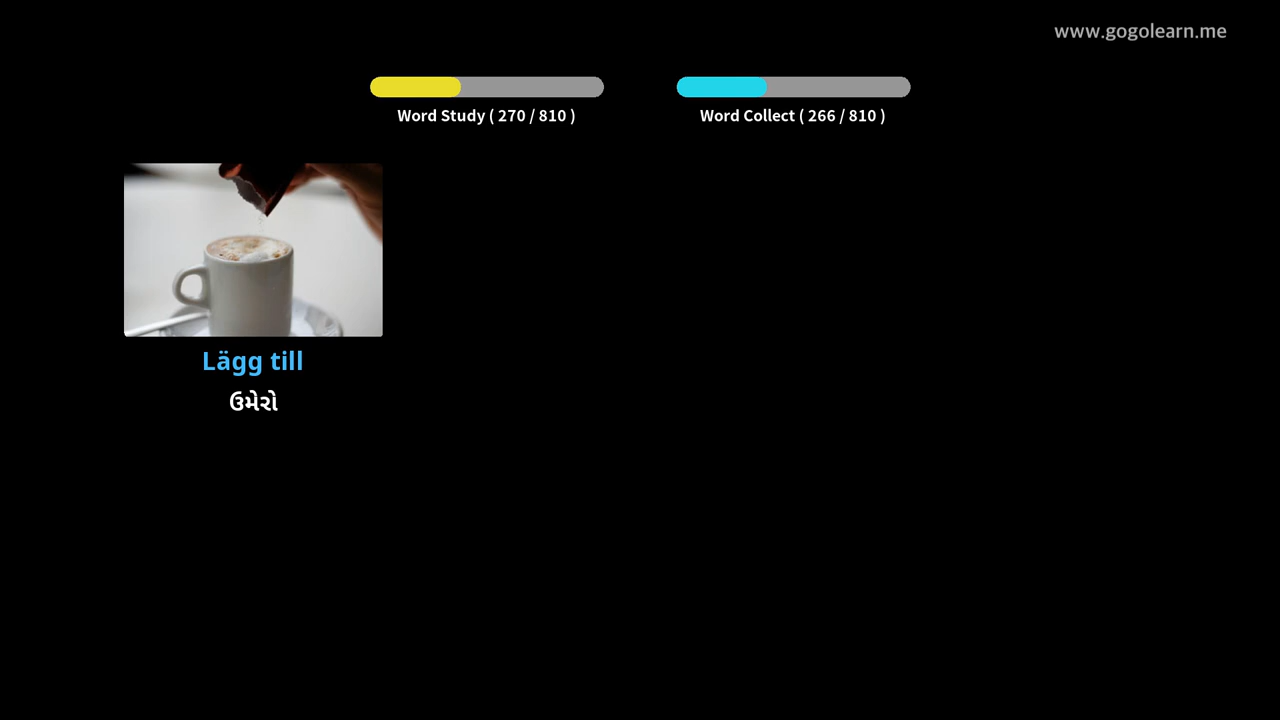 www.gogolearn.me
Word Study ( 270 / 810 )
Word Collect ( 266 / 810 )
Lägg till
ઉમેરો